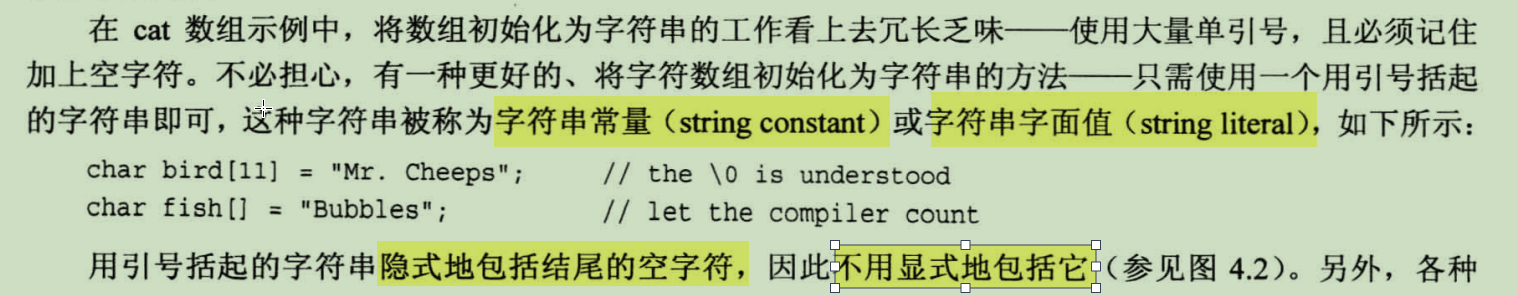 在 cat 数组示例中，将数组初始化为字符串的工作看上去冗长乏味——使用大量单引号，且必须记住
加上空字符。不必担心，有一种更好的、将字符数组初始化为字符串的方法——只需使用一个用引号括起
的字符串即可，这种字符串被称为字符串常量（string constant）或字符串字面值（string literal），如下所示：
char bird[11] = "Mr. Cheeps"; // the \0 is understood
char fish[] = "Bubbles"; // let the compiler count
用引号括起的字符串隐式地包括结尾的空字符，因此不用显式地包括它（参见图 4.2）。另外，各种